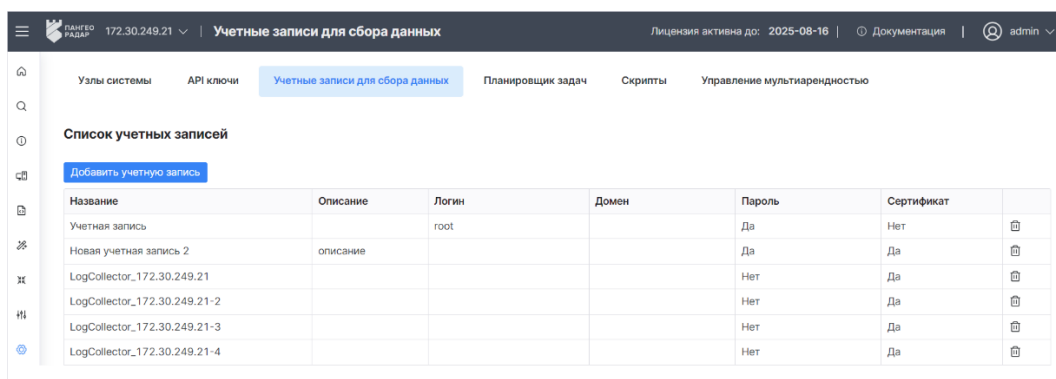 ПАНГЕО РАДАР 172.30.249.21 | Учетные записи для сбора данных Лицензия активна до: 2025-08-16 | Документация | admin
Узлы системы API ключи Учетные записи для сбора данных Планировщик задач Скрипты Управление мультиарендностью
Список учетных записей
Добавить учетную запись
Название Описание Логин Домен Пароль Сертификат
Учетная запись root Да Нет
Новая учетная запись 2 описание Да Да
LogCollector_172.30.249.21 Нет Да
LogCollector_172.30.249.21-2 Нет Да
LogCollector_172.30.249.21-3 Нет Да
LogCollector_172.30.249.21-4 Нет Да